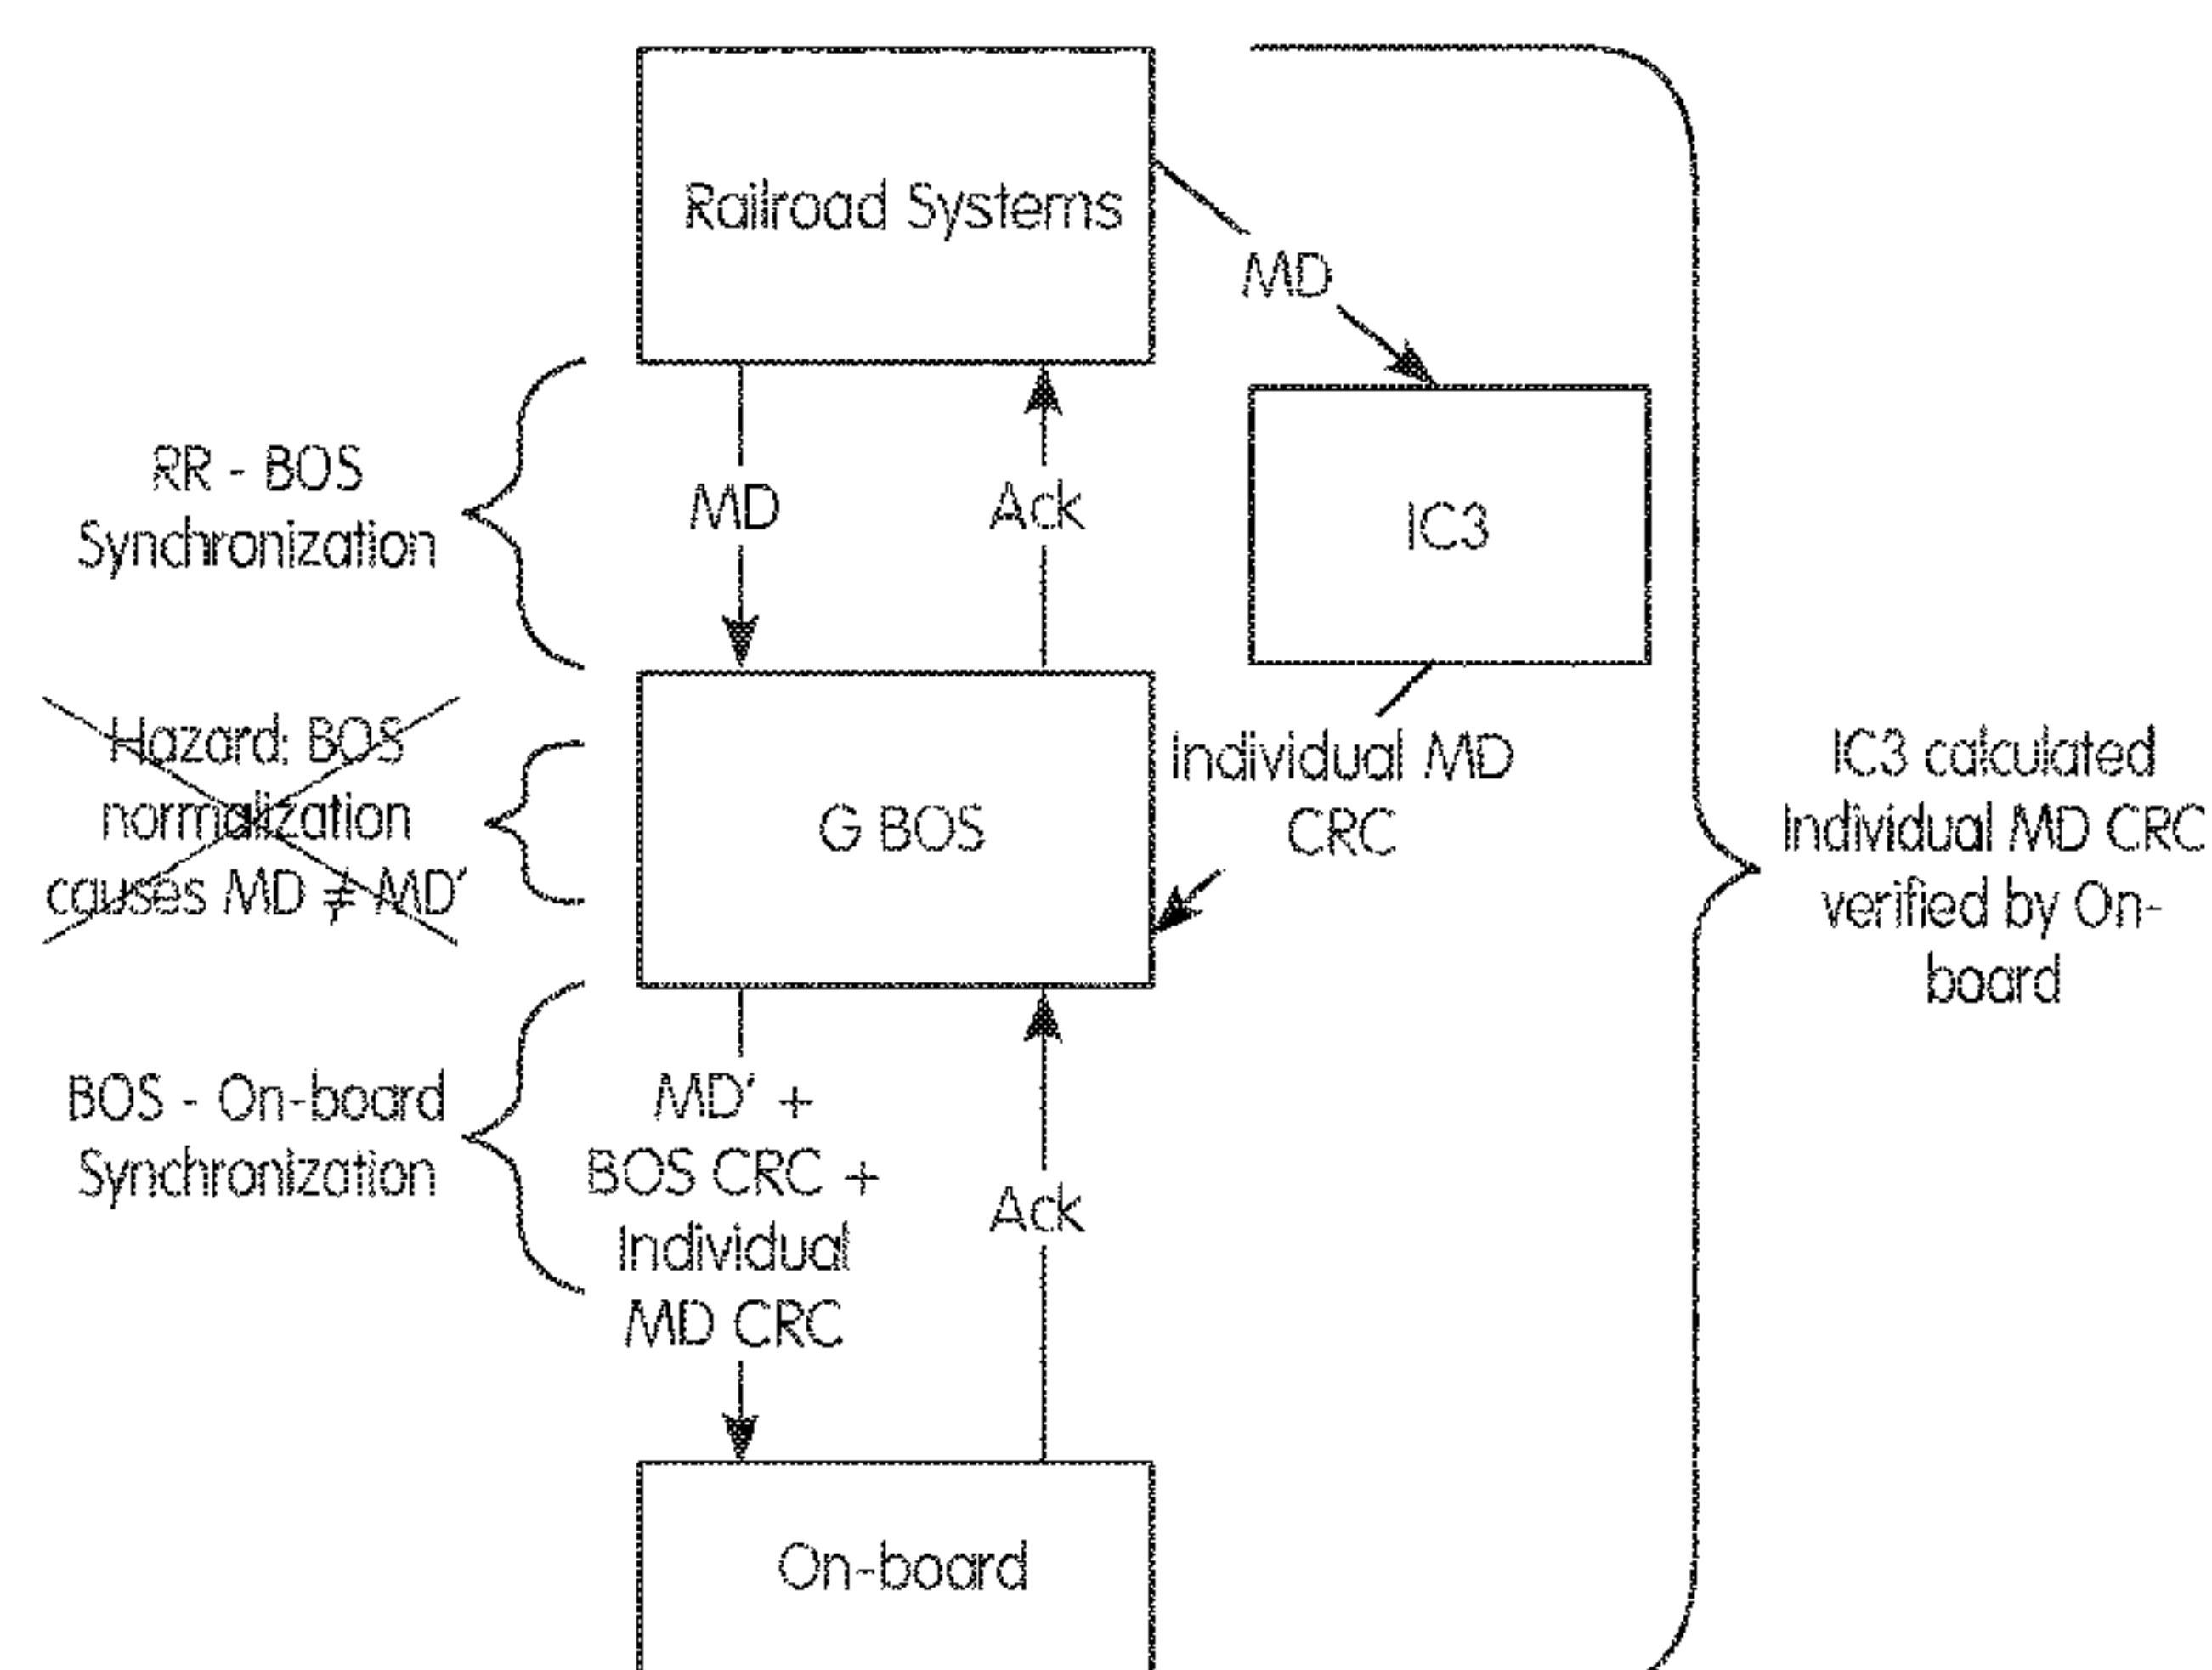 Railroad Systems
MD
RR - BOS
Synchronization
MD
Ack
IC3
Hazard: BOS
normalization
causes MD ≠ MD'
G BOS
Individual MD
CRC
IC3 calculated
Individual MD CRC
verified by On-
board
BOS - On-board
Synchronization
MD' +
BOS CRC +
Individual
MD CRC
Ack
On-board